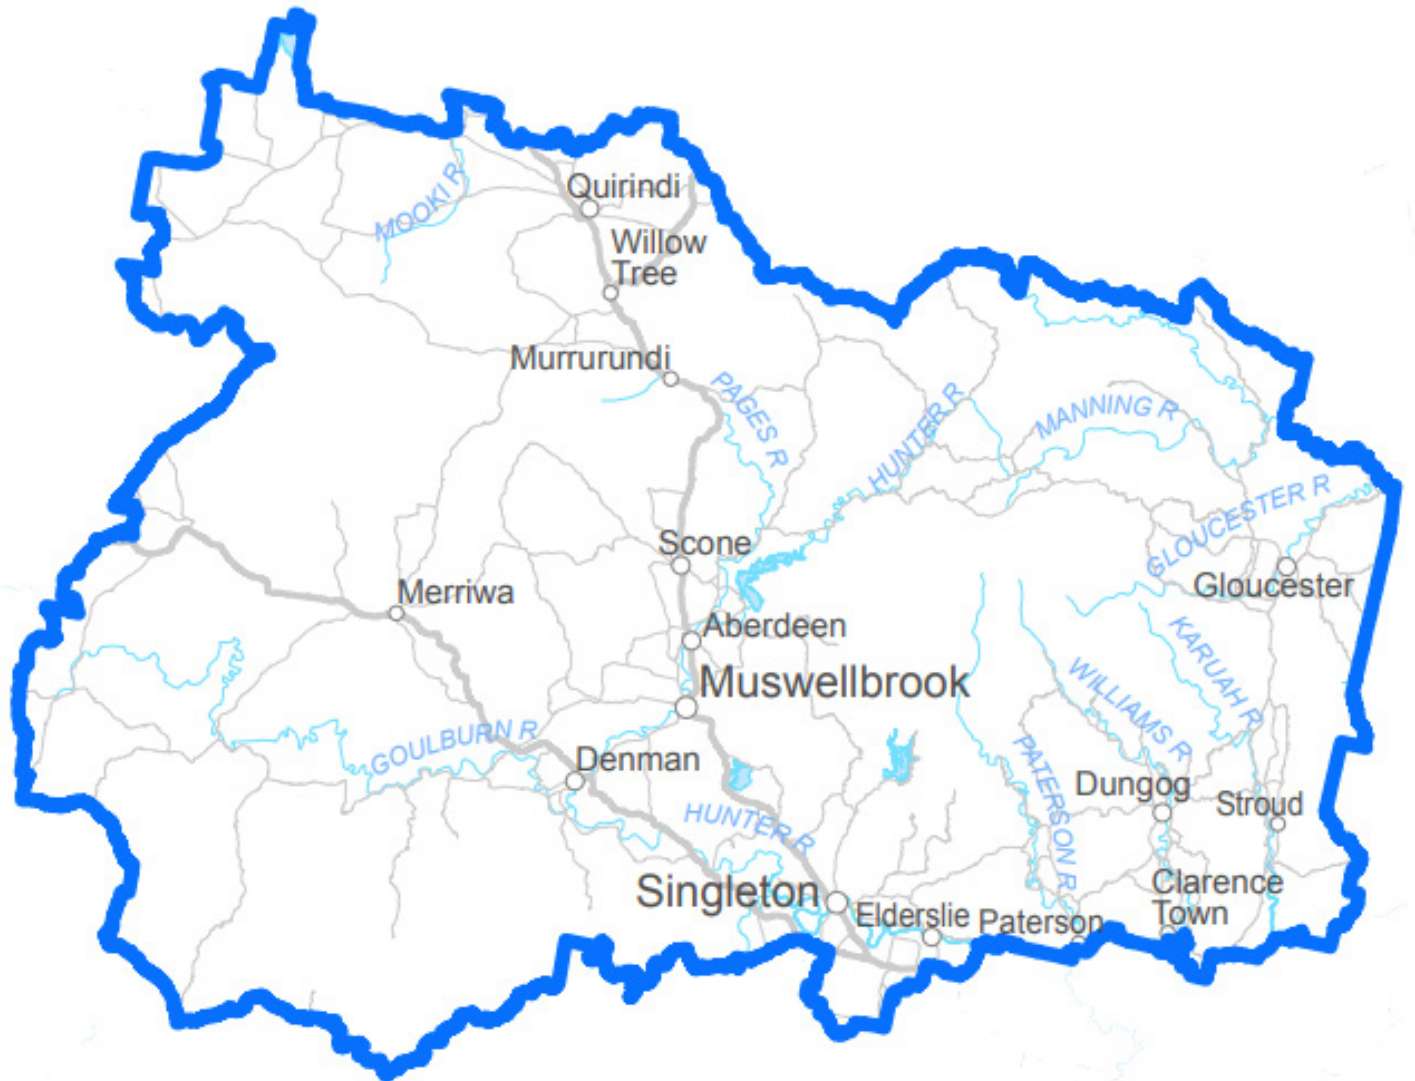 Quirindi
MOOKI R
Willow
Tree
Murrurundi
PAGES R
HUNTER R
MANNING R
GLOUCESTER R
Scone
Gloucester
Merriwa
Aberdeen
KARUAH R
Muswellbrook
WILLIAMS R
GOULBURN R
Denman
PATERSON R
Dungog
Stroud
HUNTER R
Singleton
Clarence
Town
Elderslie
Paterson